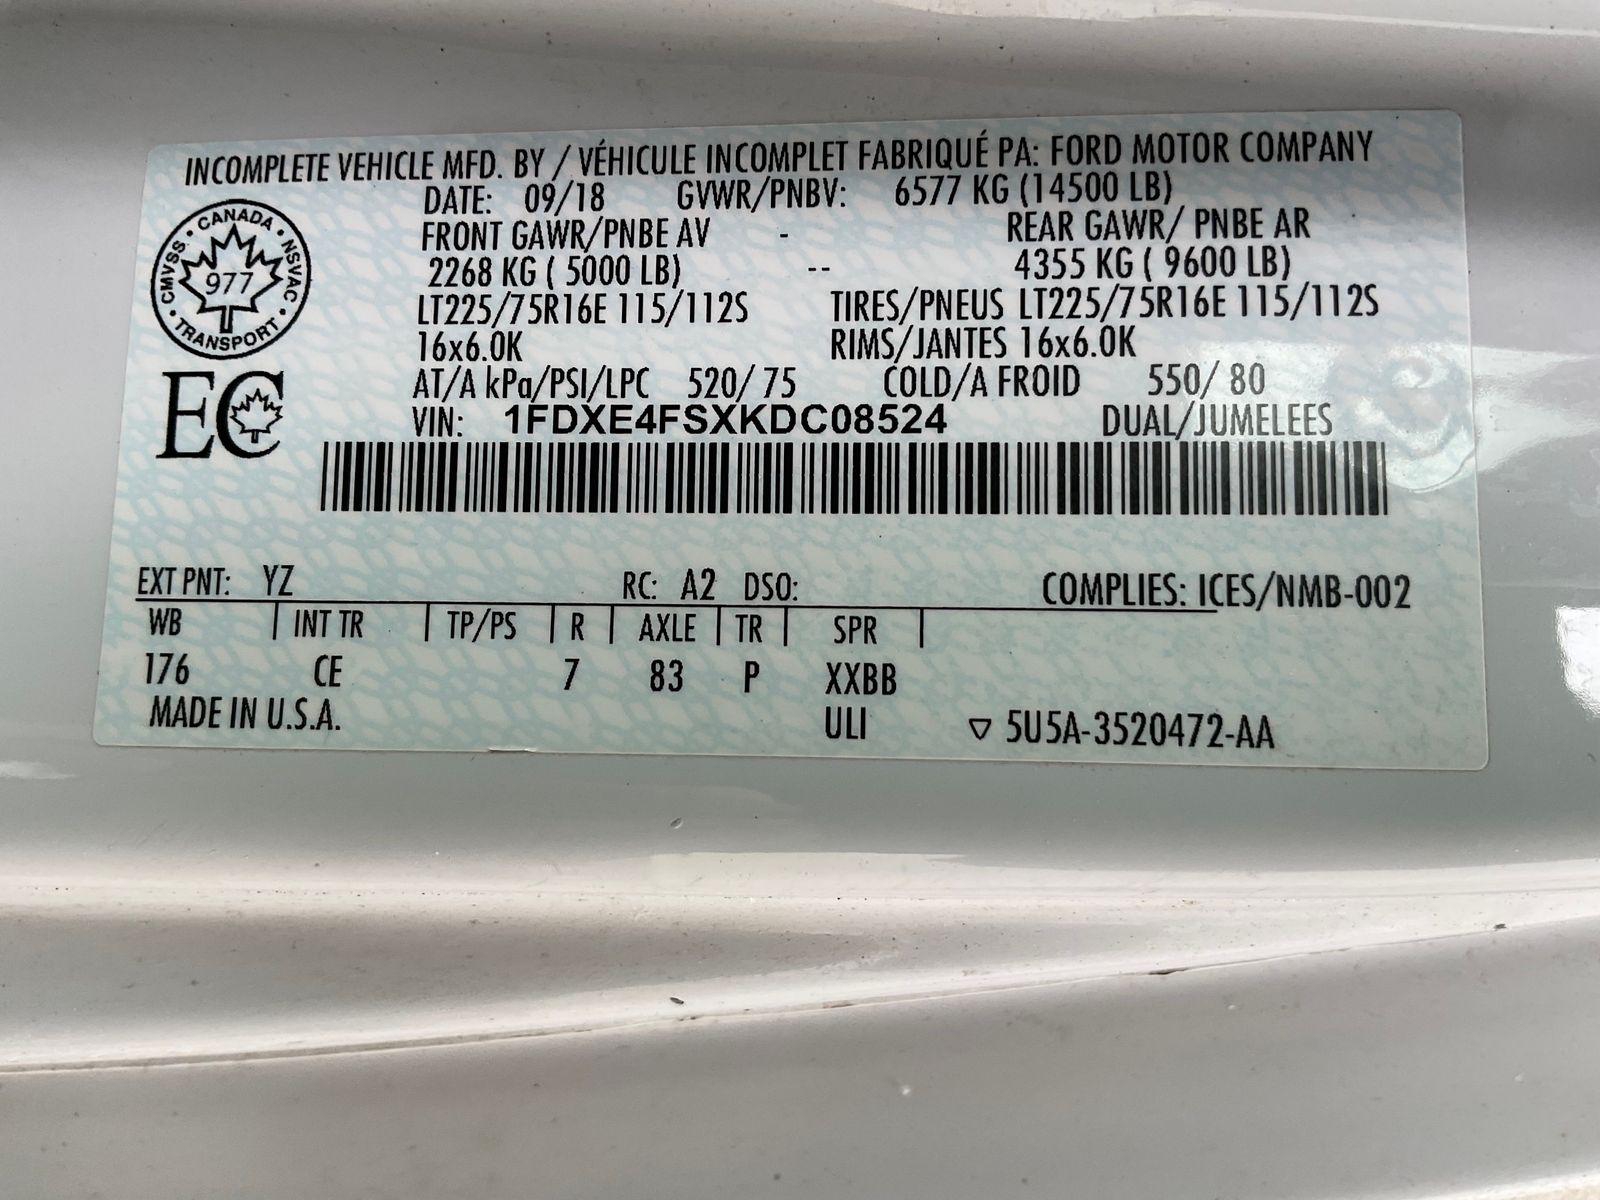 INCOMPLETE VEHICLE MFD. BY / VÉHICULE INCOMPLET FABRIQUÉ PA: FORD MOTOR COMPANY
DATE: 09/18 GVWR/PNBV: 6577 KG (14500 LB)
FRONT GAWR/PNBE AV - REAR GAWR/ PNBE AR
2268 KG ( 5000 LB) -- 4355 KG ( 9600 LB)
LT225/75R16E 115/112S TIRES/PNEUS LT225/75R16E 115/112S
16x6.0K RIMS/JANTES 16x6.0K
AT/A kPa/PSI/LPC 520/ 75 COLD/A FROID 550/ 80
VIN: 1FDXE4FSXKDC08524 DUAL/JUMELEES
CANADA
CMVSS · NSVAC
977
TRANSPORT
EC
EXT PNT: YZ RC: A2 DSO: COMPLIES: ICES/NMB-002
WB | INT TR | TP/PS | R | AXLE | TR | SPR |
176 CE 7 83 P XXBB
MADE IN U.S.A. ULI ▽ 5U5A-3520472-AA